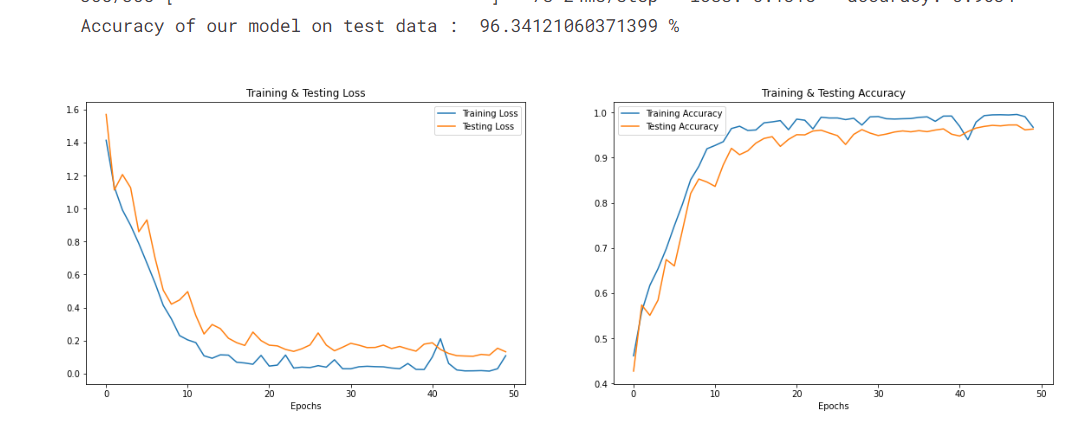 Accuracy of our model on test data :  96.34121060371399 %
Training & Testing Loss
Training Loss
Testing Loss
1.6
1.4
1.2
1.0
0.8
0.6
0.4
0.2
0.0
0 10 20 30 40 50
Epochs
Training & Testing Accuracy
Training Accuracy
Testing Accuracy
1.0
0.9
0.8
0.7
0.6
0.5
0.4
0 10 20 30 40 50
Epochs